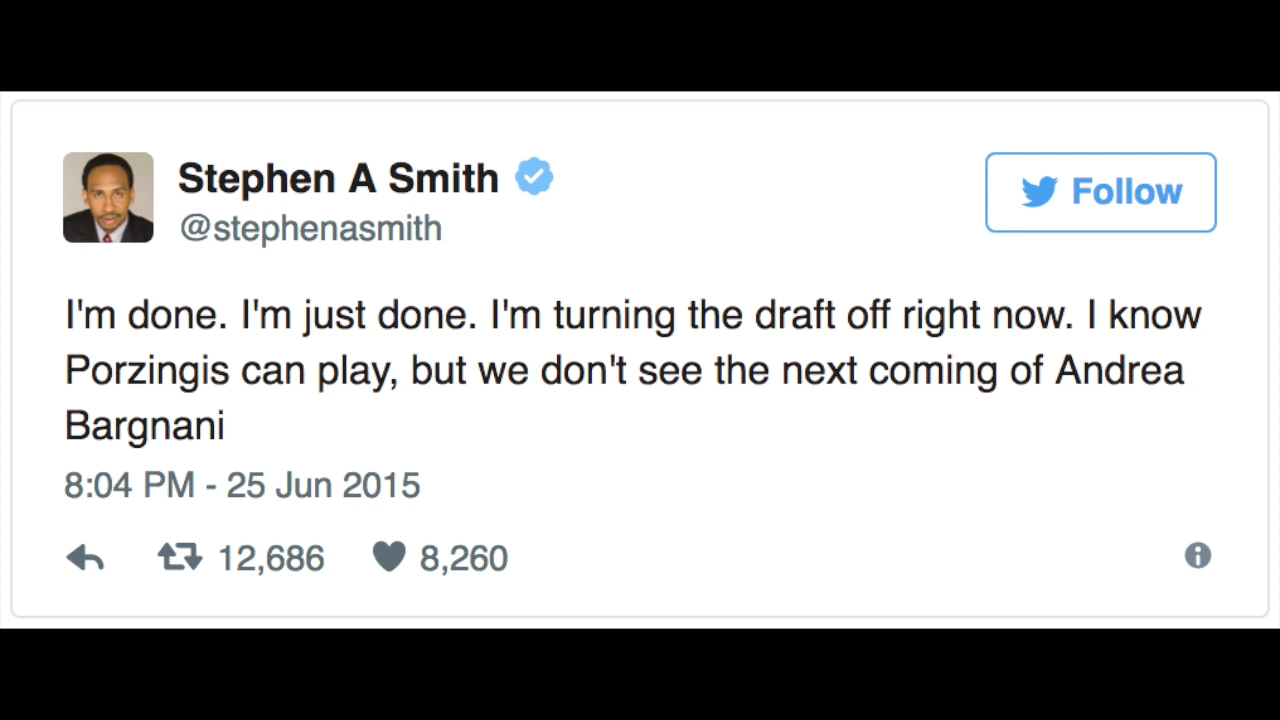 Stephen A Smith
@stephenasmith
Follow
I'm done. I'm just done. I'm turning the draft off right now. I know
Porzingis can play, but we don't see the next coming of Andrea
Bargnani
8:04 PM - 25 Jun 2015
12,686 8,260